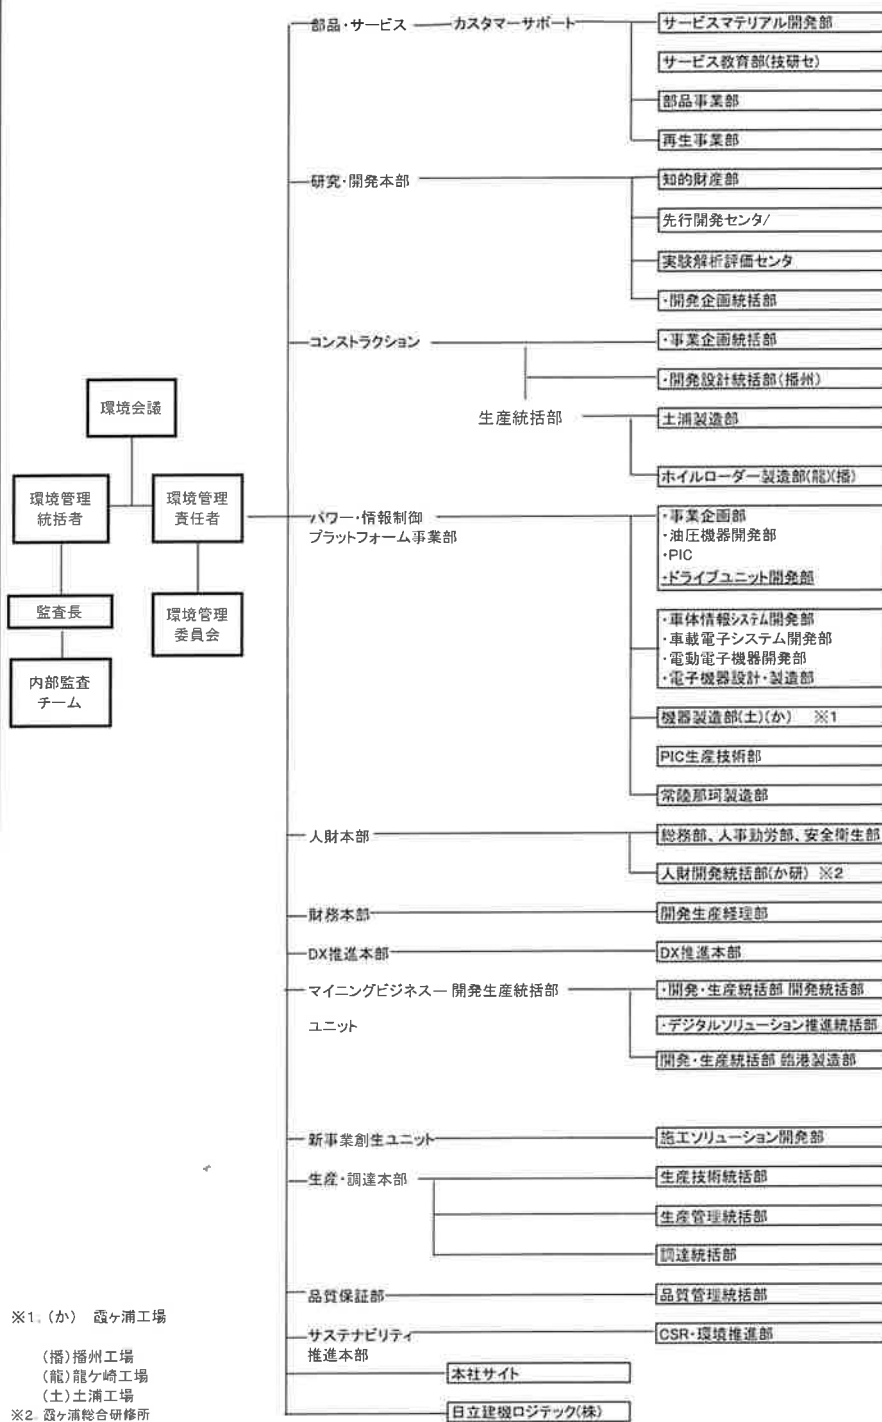 部品・サービス カスタマーサポート サービスマテリアル開発部
サービス教育部(技研セ)
部品事業部
再生事業部
研究・開発本部 知的財産部
先行開発センタ/
実験解析評価センタ
・開発企画統括部
コンストラクション ・事業企画統括部
・開発設計統括部(播州)
生産統括部 土浦製造部
ホイルローダー製造部(龍)(播)
環境会議
環境管理
統括者
環境管理
責任者
監査長
環境管理
委員会
内部監査
チーム
パワー・情報制御
プラットフォーム事業部
・事業企画部
・油圧機器開発部
・PIC
・ドライブユニット開発部
・車体情報システム開発部
・車載電子システム開発部
・電動電子機器開発部
・電子機器設計・製造部
機器製造部(土)(か) ※1
PIC生産技術部
常陸那珂製造部
人財本部 総務部、人事勤労部、安全衛生部
人財開発統括部(か研) ※2
財務本部 開発生産経理部
DX推進本部 DX推進本部
マイニングビジネス 開発生産統括部 ・開発・生産統括部 開発統括部
ユニット ・デジタルソリューション推進統括部
開発・生産統括部 臨港製造部
新事業創生ユニット 施工ソリューション開発部
生産・調達本部 生産技術統括部
生産管理統括部
調達統括部
品質保証部 品質管理統括部
サステナビリティ
推進本部
CSR・環境推進部
本社サイト
日立建機ロジテック(株)
※1. (か) 霞ヶ浦工場
(播)播州工場
(龍)龍ケ崎工場
(土)土浦工場
※2. 霞ヶ浦総合研修所